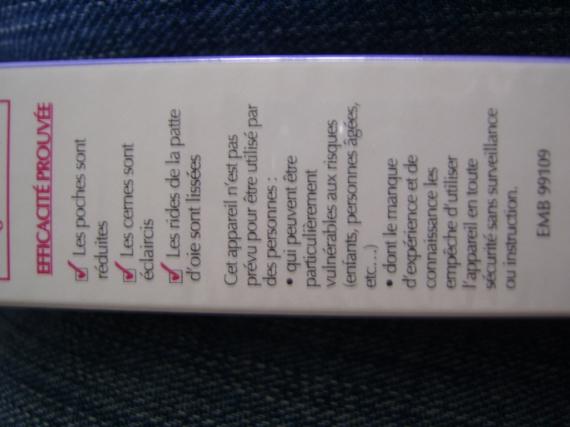 EFFICACITÉ PROUVÉE
Les poches sont
réduites
Les cernes sont
éclaircis
Les rides de la patte
d'oie sont lissées
Cet appareil n'est pas
prévu pour être utilisé par
des personnes :
• qui peuvent être
particulièrement
vulnérables aux risques
(enfants, personnes âgées,
etc...)
• dont le manque
d'expérience et de
connaissance les
empêche d'utiliser
l'appareil en toute
sécurité sans surveillance
ou instruction.
EMB 99109